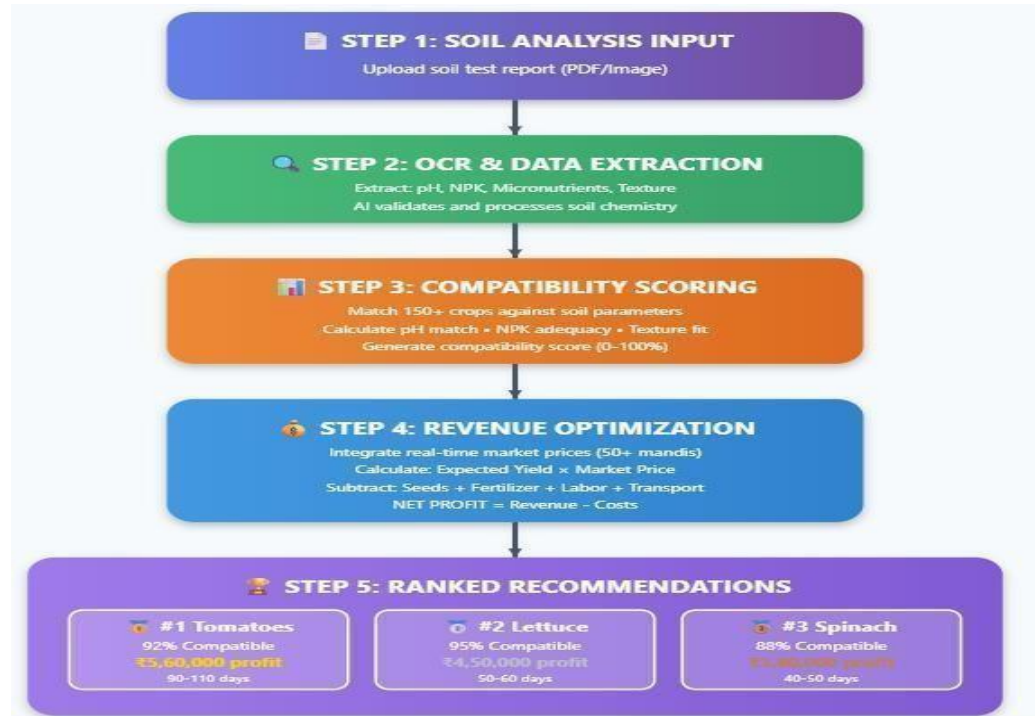 STEP 1: SOIL ANALYSIS INPUT
Upload soil test report (PDF/Image)
STEP 2: OCR & DATA EXTRACTION
Extract: pH, NPK, Micronutrients, Texture
AI validates and processes soil chemistry
STEP 3: COMPATIBILITY SCORING
Match 150+ crops against soil parameters
Calculate pH match • NPK adequacy • Texture fit
Generate compatibility score (0-100%)
STEP 4: REVENUE OPTIMIZATION
Integrate real-time market prices (50+ mandis)
Calculate: Expected Yield × Market Price
Subtract: Seeds + Fertilizer + Labor + Transport
NET PROFIT = Revenue - Costs
STEP 5: RANKED RECOMMENDATIONS
#1 Tomatoes
92% Compatible
₹5,60,000 profit
90-110 days
#2 Lettuce
95% Compatible
₹4,50,000 profit
50-60 days
#3 Spinach
88% Compatible
profit
40-50 days